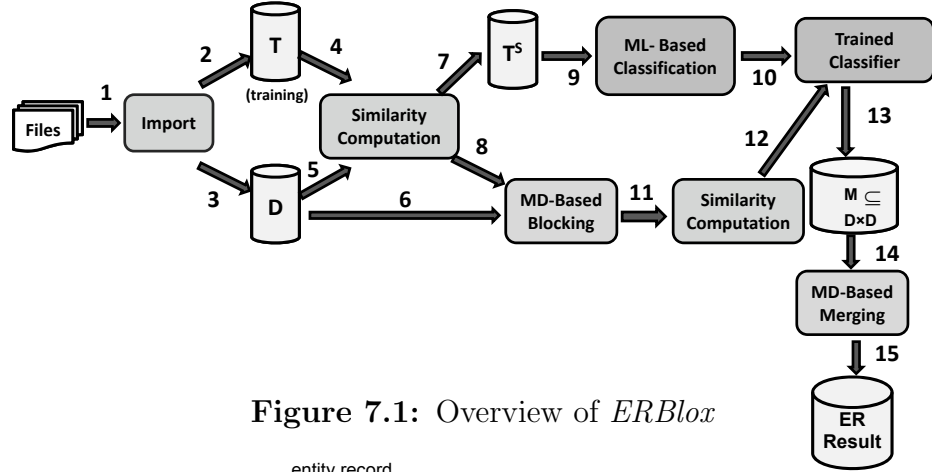 Files
1
Import
2
T
(training)
3
D
4
5
Similarity
Computation
6
7
T^S
8
MD-Based
Blocking
9
ML- Based
Classification
10
Trained
Classifier
11
Similarity
Computation
12
13
M ⊆
D×D
14
MD-Based
Merging
15
ER
Result
Figure 7.1: Overview of ERBlox
entity record